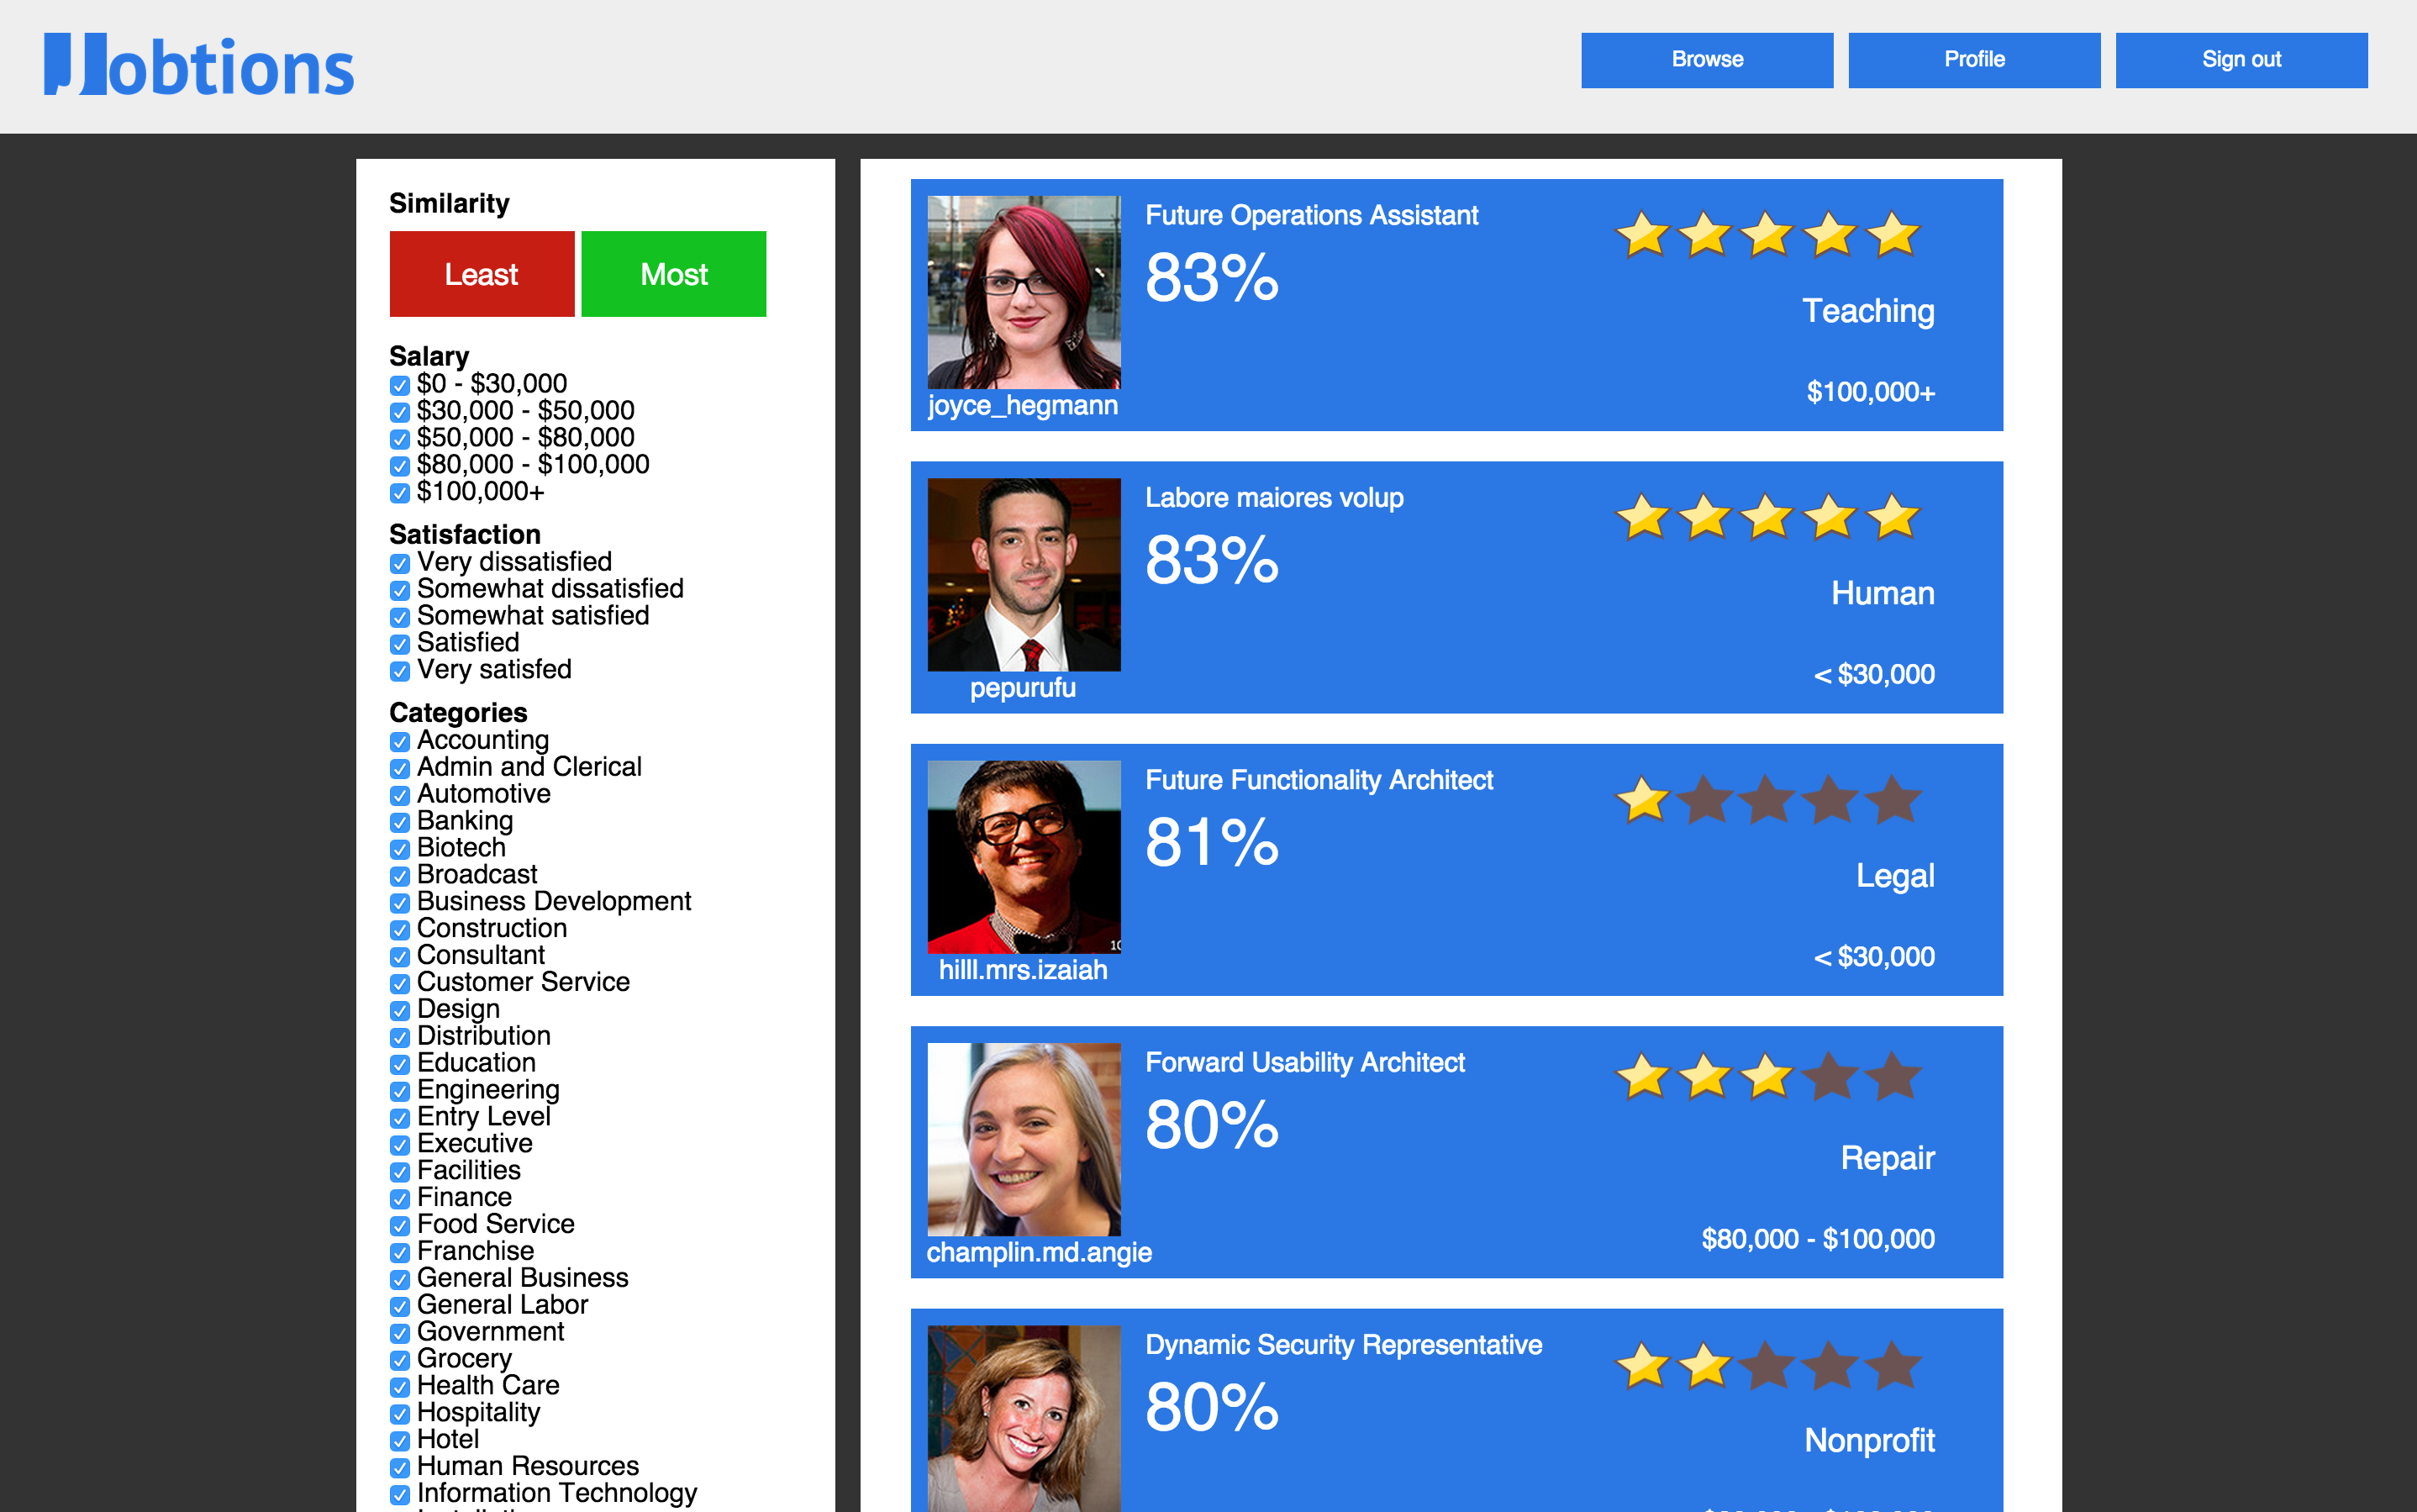 Jobtions
Browse
Profile
Sign out
Similarity
Least
Most
Salary
$0 - $30,000
$30,000 - $50,000
$50,000 - $80,000
$80,000 - $100,000
$100,000+
Satisfaction
Very dissatisfied
Somewhat dissatisfied
Somewhat satisfied
Satisfied
Very satisfed
Categories
Accounting
Admin and Clerical
Automotive
Banking
Biotech
Broadcast
Business Development
Construction
Consultant
Customer Service
Design
Distribution
Education
Engineering
Entry Level
Executive
Facilities
Finance
Food Service
Franchise
General Business
General Labor
Government
Grocery
Health Care
Hospitality
Hotel
Human Resources
Information Technology
Future Operations Assistant
83%
Teaching
$100,000+
joyce_hegmann
Labore maiores volup
83%
Human
< $30,000
pepurufu
Future Functionality Architect
81%
Legal
< $30,000
10
hilll.mrs.izaiah
Forward Usability Architect
80%
Repair
$80,000 - $100,000
champlin.md.angie
Dynamic Security Representative
80%
Nonprofit